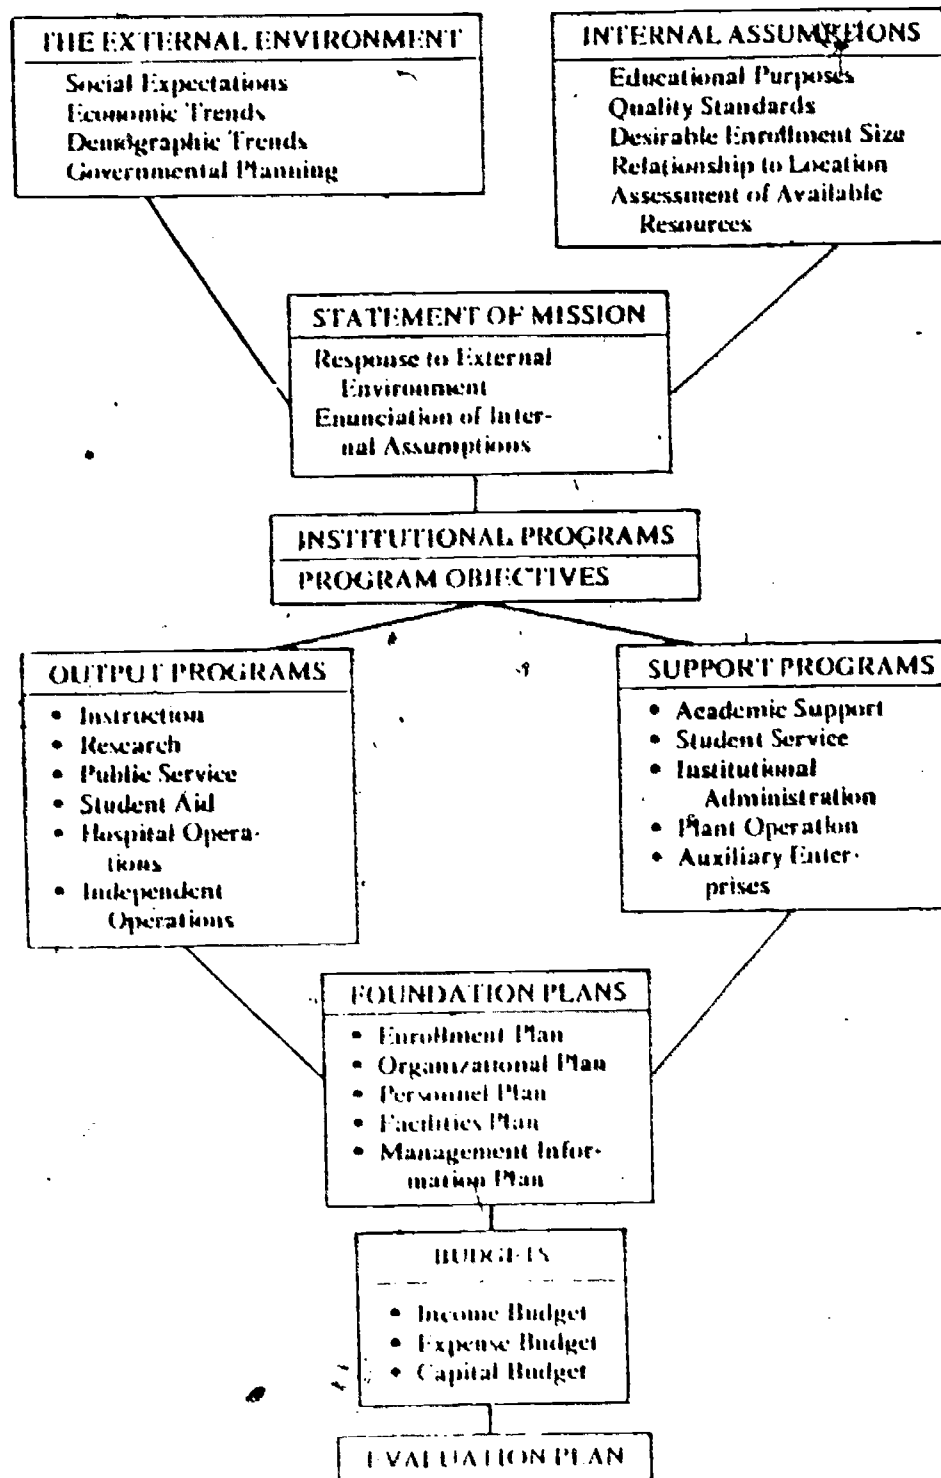 THE EXTERNAL ENVIRONMENT
Social Expectations
Economic Trends
Demographic Trends
Governmental Planning
INTERNAL ASSUMPTIONS
Educational Purposes
Quality Standards
Desirable Enrollment Size
Relationship to Location
Assessment of Available
Resources
STATEMENT OF MISSION
Response to External
Environment
Enunciation of Inter-
nal Assumptions
INSTITUTIONAL PROGRAMS
PROGRAM OBJECTIVES
OUTPUT PROGRAMS
• Instruction
• Research
• Public Service
• Student Aid
• Hospital Opera-
tions
• Independent
Operations
SUPPORT PROGRAMS
• Academic Support
• Student Service
• Institutional
Administration
• Plant Operation
• Auxiliary Enter-
prises
FOUNDATION PLANS
• Enrollment Plan
• Organizational Plan
• Personnel Plan
• Facilities Plan
• Management Infor-
mation Plan
BUDGETS
• Income Budget
• Expense Budget
• Capital Budget
EVALUATION PLAN